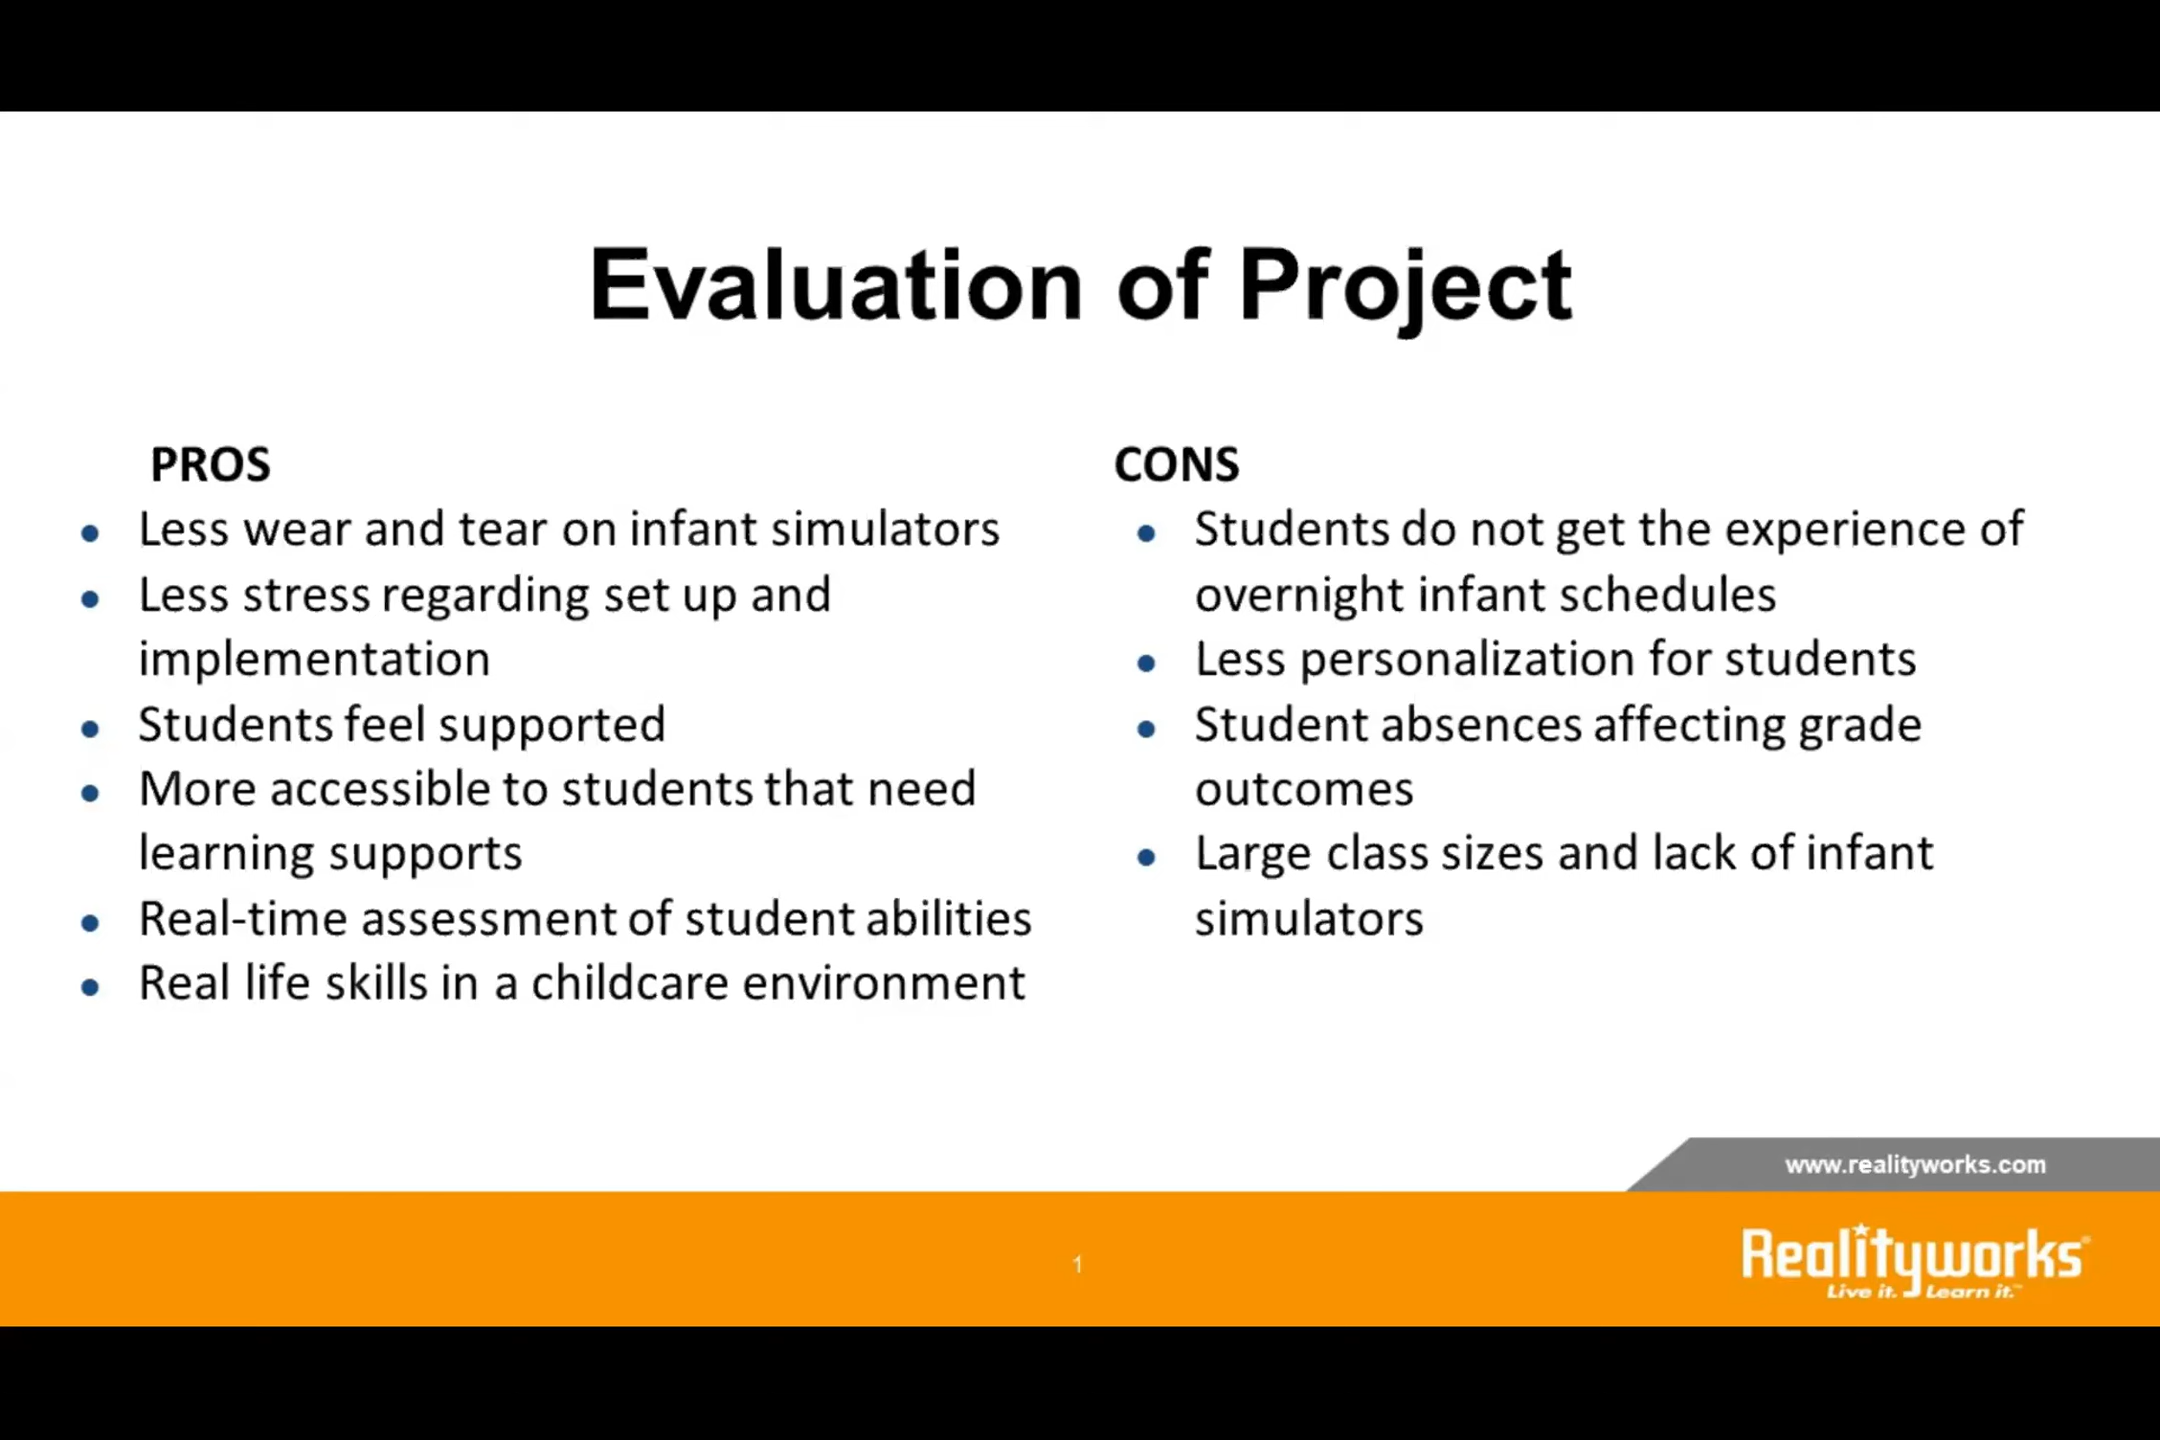 Evaluation of Project
PROS
Less wear and tear on infant simulators
Less stress regarding set up and
implementation
Students feel supported
More accessible to students that need
learning supports
Real-time assessment of student abilities
Real life skills in a childcare environment
CONS
Students do not get the experience of
overnight infant schedules
Less personalization for students
Student absences affecting grade
outcomes
Large class sizes and lack of infant
simulators
www.realityworks.com
1
Realityworks®
Live it. Learn it.™